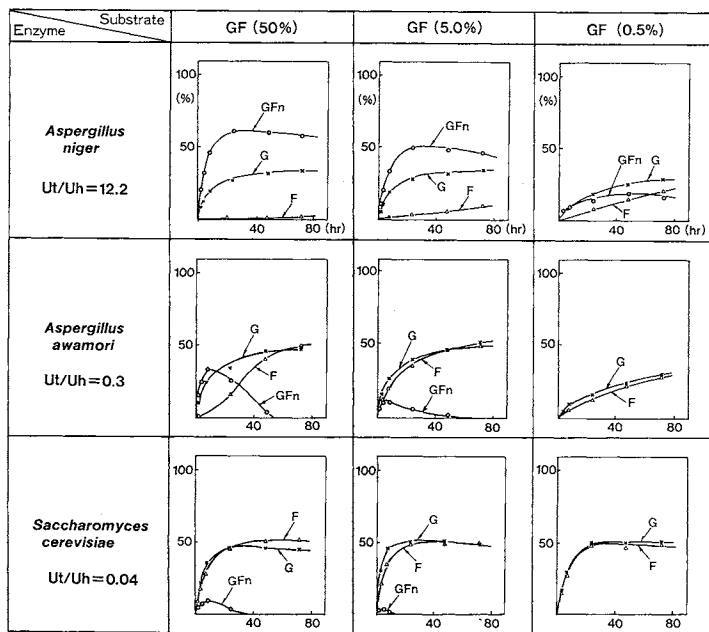 Enzyme Substrate GF (50%) GF (5.0%) GF (0.5%)
Aspergillus
niger
Ut/Uh=12.2
100
(%)
50
GFn
G
F
40 80 (hr)
100
50
GFn
G
F
40 80 (hr)
100
(%)
50
GFn
G
F
40 80 (hr)
Aspergillus
awamori
Ut/Uh=0.3
100
50
G
F
GFn
40 80
100
50
G
F
GFn
40 80
100
50
G
F
40 80
Saccharomyces
cerevisiae
Ut/Uh=0.04
100
50
F
G
GFn
40 80
100
50
G
F
GFn
40 80
100
50
G
F
40 80